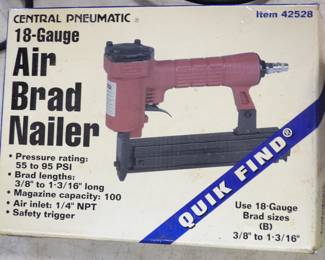 CENTRAL PNEUMATIC®
Item 42528
18-Gauge
Air
Brad
Nailer
• Pressure rating:
55 to 95 PSI
• Brad lengths:
3/8" to 1-3/16" long
• Magazine capacity: 100
• Air inlet: 1/4" NPT
• Safety trigger
QUIK FIND®
Use 18-Gauge
Brad sizes
(B)
3/8" to 1-3/16"